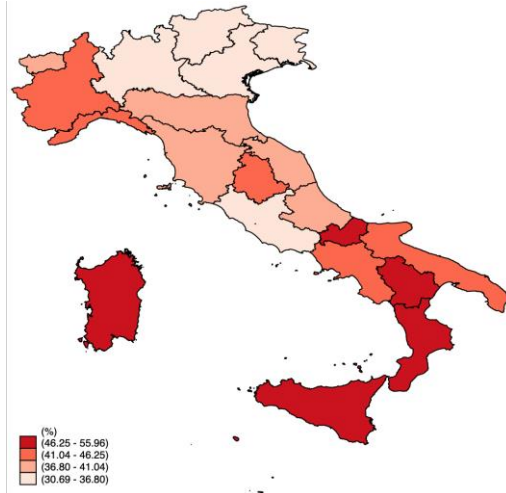 (%)
(46.25 - 55.96)
(41.04 - 46.25)
(36.80 - 41.04)
(30.69 - 36.80)